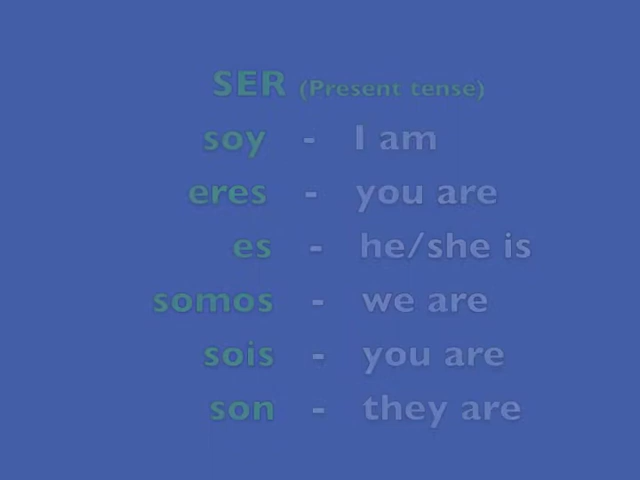 SER (Present tense)
soy - I am
eres - you are
es - he/she is
somos - we are
sois - you are
son - they are